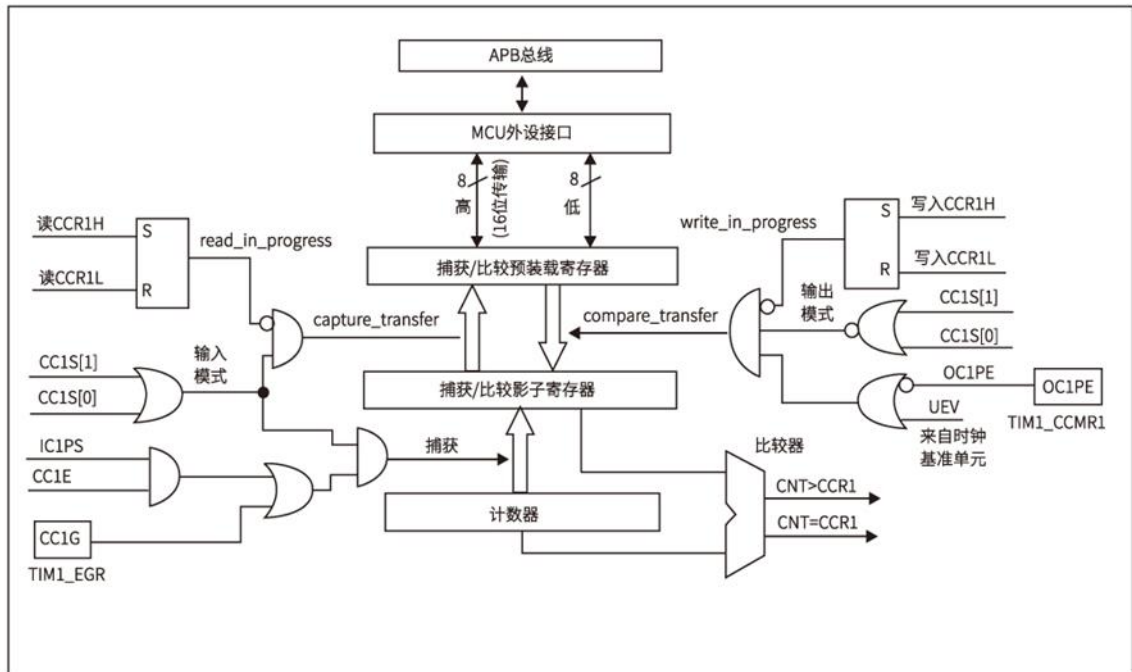 APB总线
MCU外设接口
8
高
(16位传输)
8
低
读CCR1H
S
read_in_progress
读CCR1L
R
write_in_progress
S
写入CCR1H
R
写入CCR1L
捕获/比较预装载寄存器
capture_transfer
compare_transfer
输出
模式
CC1S[1]
CC1S[0]
CC1S[1]
CC1S[0]
输入
模式
捕获/比较影子寄存器
OC1PE
OC1PE
UEV
TIM1_CCMR1
来自时钟
基准单元
IC1PS
CC1E
捕获
比较器
CNT>CCR1
CNT=CCR1
计数器
CC1G
TIM1_EGR